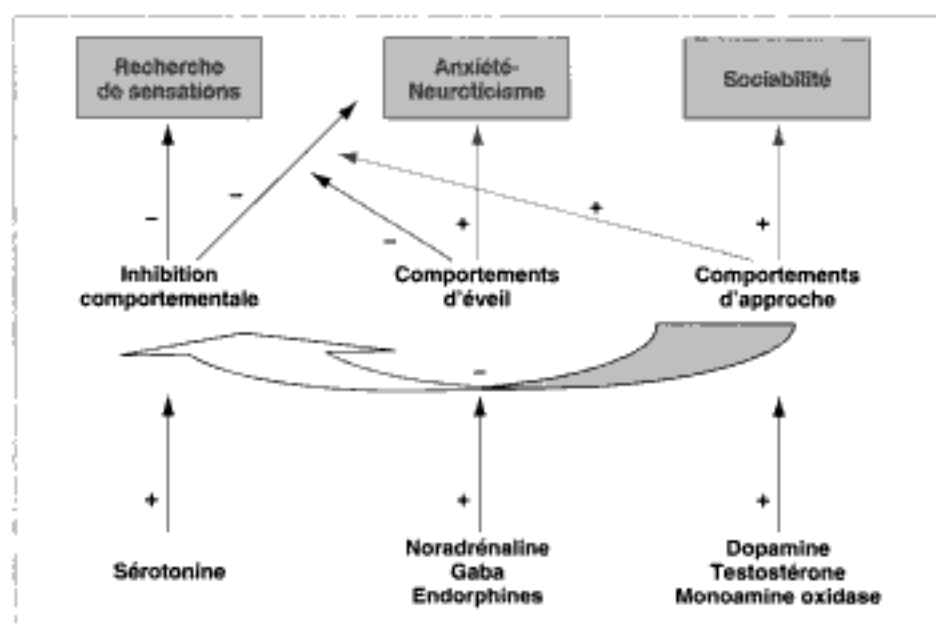 Recherche
de sensations
Anxiété-
Neuroticisme
Sociabilité
–
–
–
+
+
+
Inhibition
comportementale
Comportements
d'éveil
Comportements
d'approche
–
+
+
+
Sérotonine
Noradrénaline
Gaba
Endorphines
Dopamine
Testostérone
Monoamine oxidase